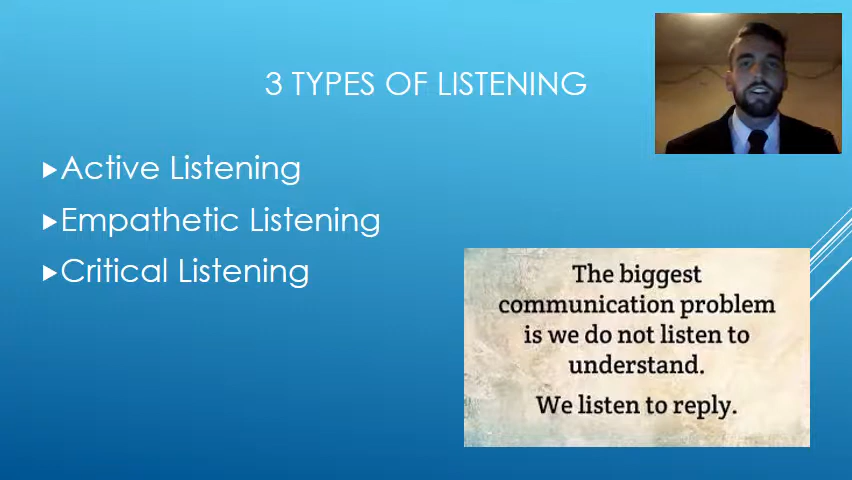 3 TYPES OF LISTENING
Active Listening
Empathetic Listening
Critical Listening
The biggest
communication problem
is we do not listen to
understand.
We listen to reply.